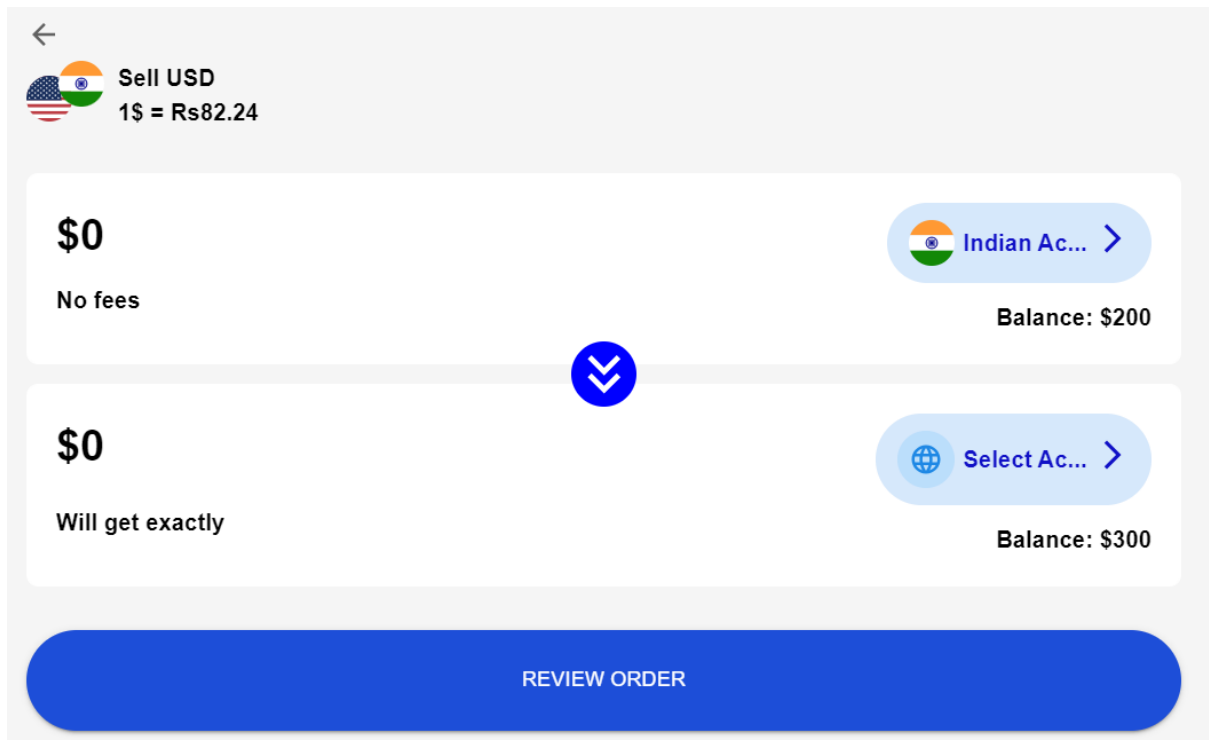 Sell USD
1$ = Rs82.24
$0
Indian Ac...
No fees
Balance: $200
$0
Select Ac...
Will get exactly
Balance: $300
REVIEW ORDER